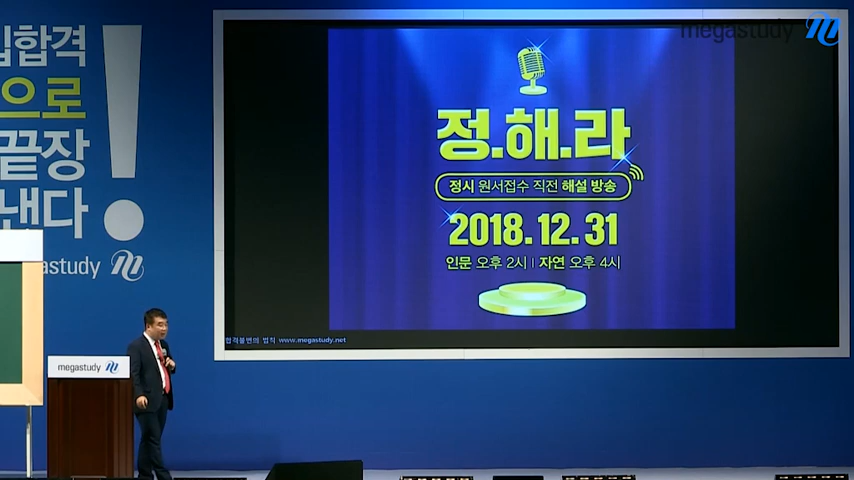 megastudy
합격
으로
끝장
낸다!
megastudy
정.해.라
정시 원서접수 직전 해설 방송
2018. 12. 31
인문 오후 2시 | 자연 오후 4시
합격불변의 법칙 www.megastudy.net
megastudy